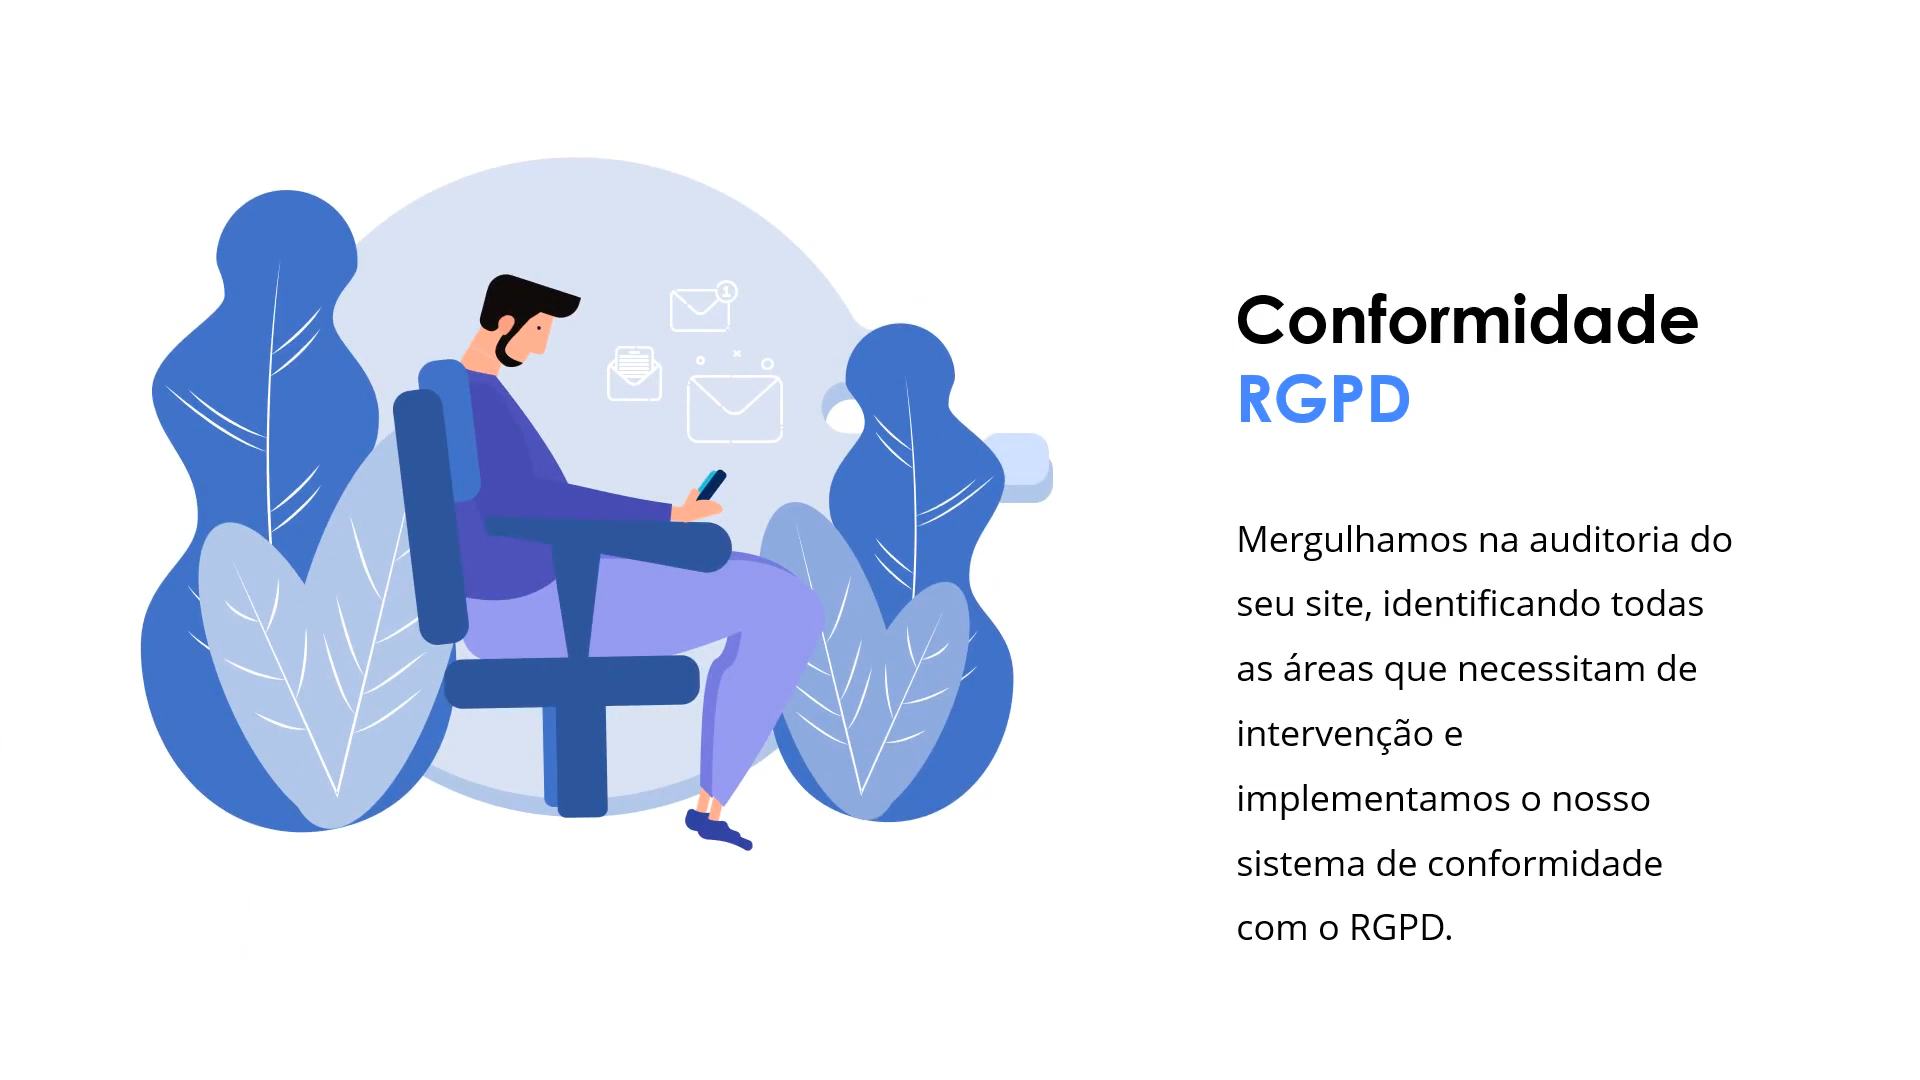 1
Conformidade
RGPD
Mergulhamos na auditoria do
seu site, identificando todas
as áreas que necessitam de
intervenção e
implementamos o nosso
sistema de conformidade
com o RGPD.